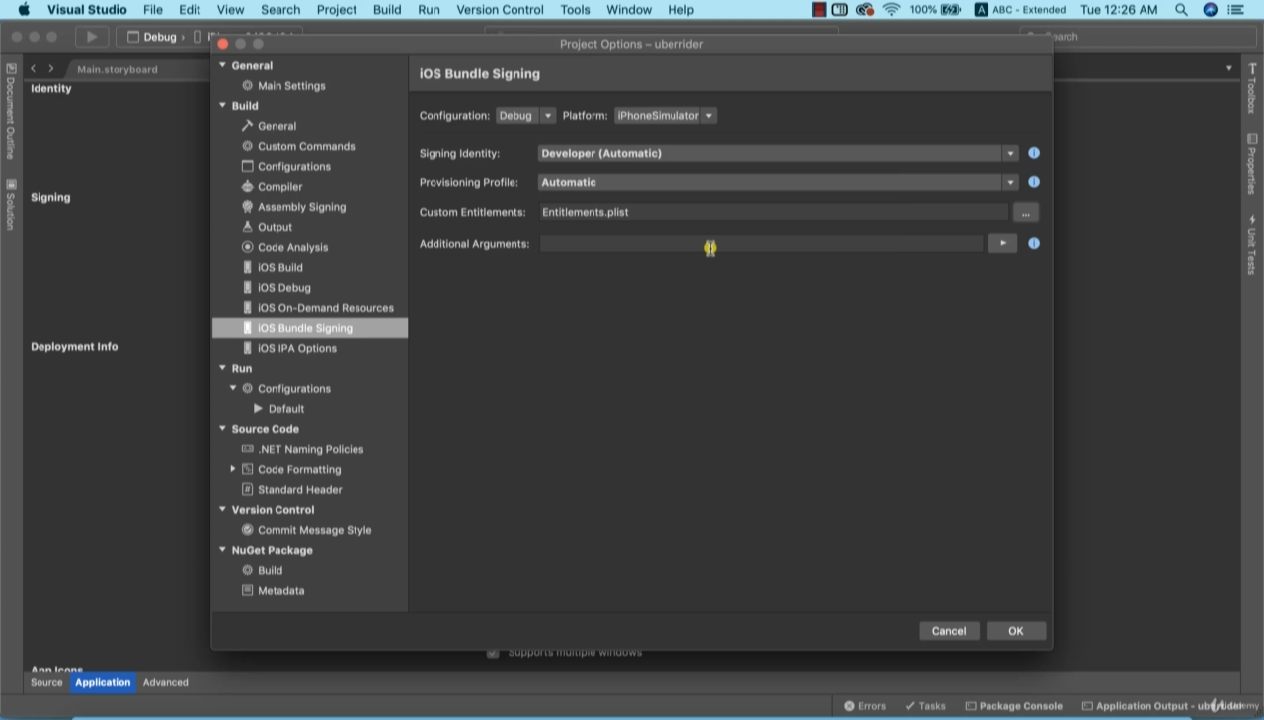 Visual Studio File Edit View Search Project Build Run Version Control Tools Window Help 100% A ABC - Extended Tue 12:26 AM
Debug
Project Options – uberrider
Main.storyboard
Identity
Signing
Deployment Info
Document Outline
Solution
General
Main Settings
Build
General
Custom Commands
Configurations
Compiler
Assembly Signing
Output
Code Analysis
iOS Build
iOS Debug
iOS On-Demand Resources
iOS Bundle Signing
iOS IPA Options
Run
Configurations
Default
Source Code
.NET Naming Policies
Code Formatting
Standard Header
Version Control
Commit Message Style
NuGet Package
Build
Metadata
iOS Bundle Signing
Configuration: Debug Platform: iPhoneSimulator
Signing Identity: Developer (Automatic)
Provisioning Profile: Automatic
Custom Entitlements: Entitlements.plist ...
Additional Arguments:
Cancel OK
Toolbox
Properties
Unit Tests
Supports multiple windows
App Icons
Source Application Advanced
Errors Tasks Package Console Application Output -